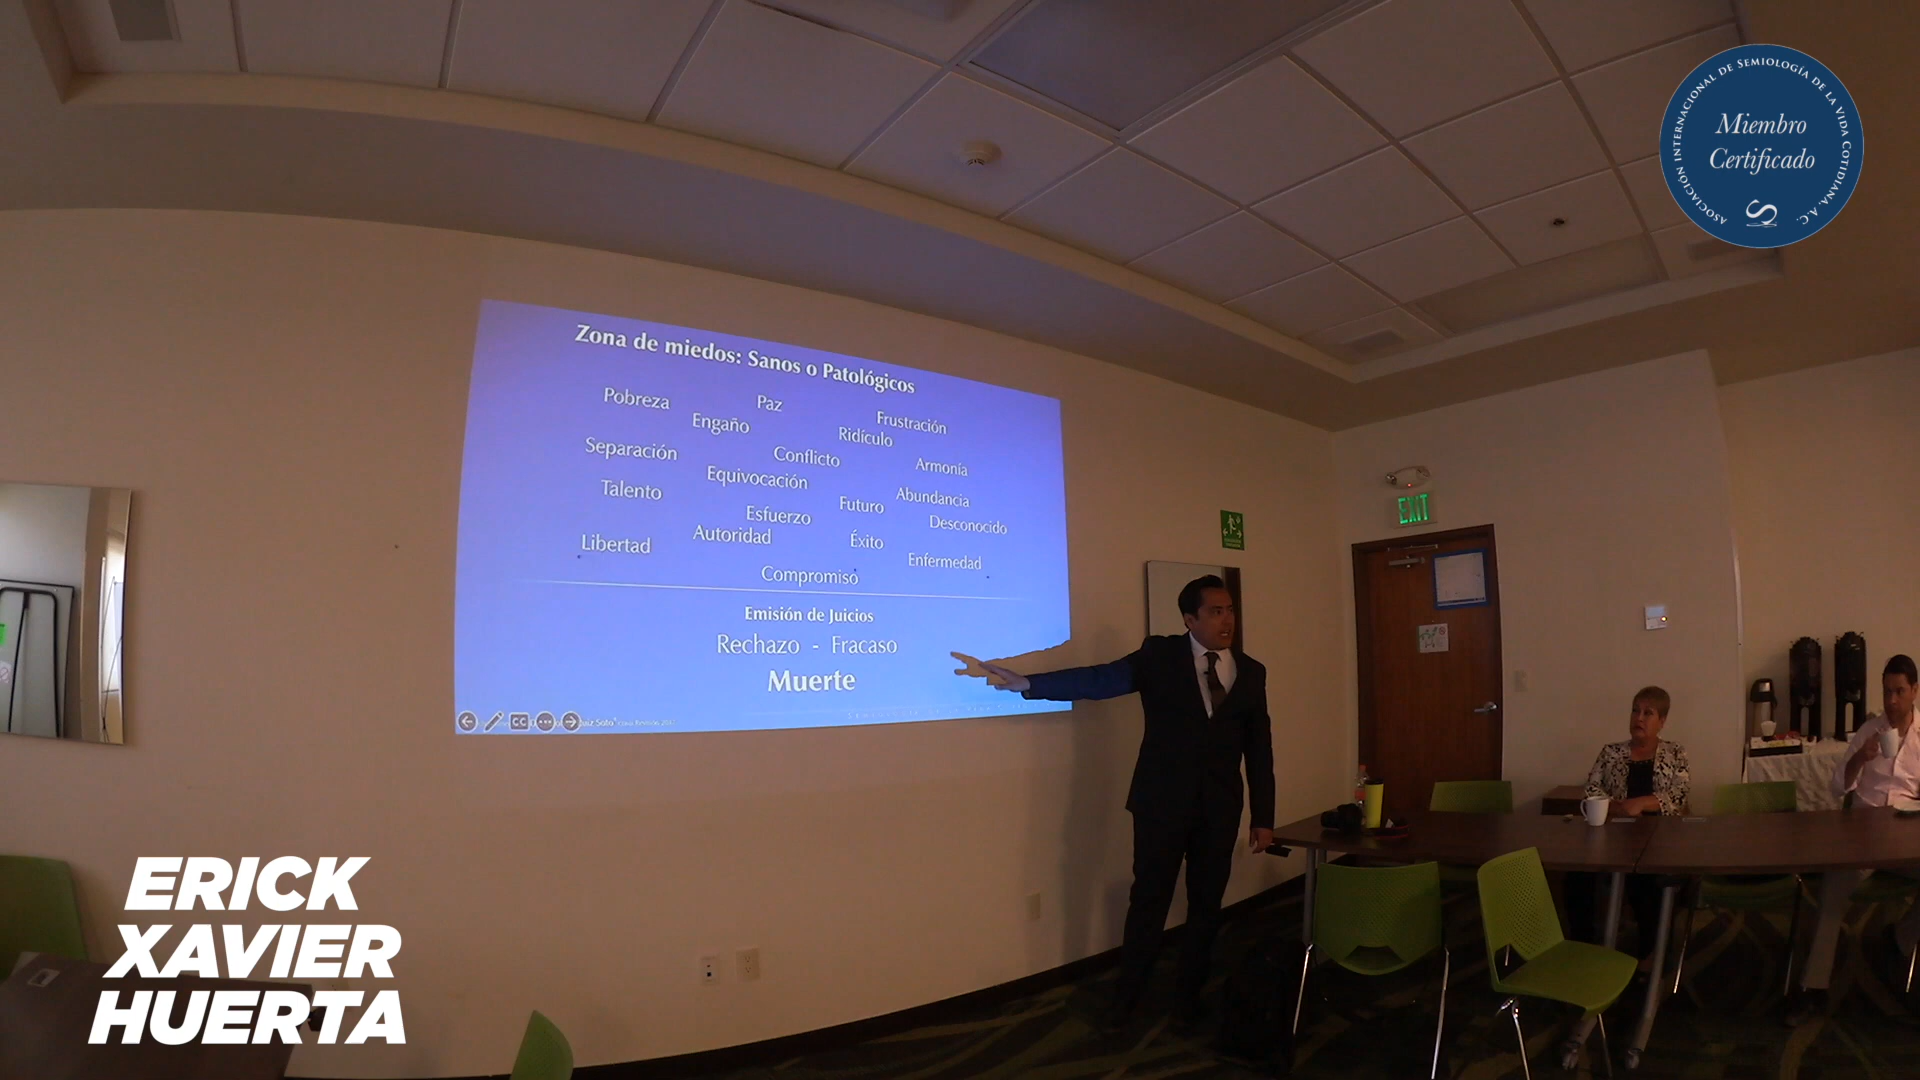 ASOCIACIÓN INTERNACIONAL DE SEMIOLOGÍA DE LA VIDA COTIDIANA, A.C.
Miembro
Certificado
Zona de miedos: Sanos o Patológicos
Pobreza
Paz
Frustración
Engaño
Ridículo
Separación
Conflicto
Armonía
Equivocación
Talento
Abundancia
Futuro
Esfuerzo
Desconocido
Autoridad
Éxito
Libertad
Enfermedad
Compromiso
Emisión de Juicios
Rechazo - Fracaso
Muerte
CC
EXIT
ERICK
XAVIER
HUERTA